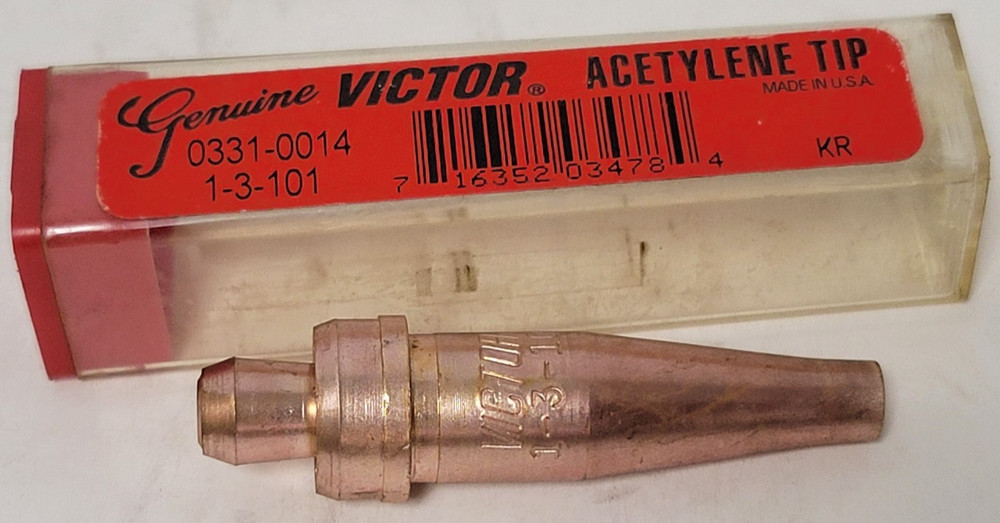 Genuine VICTOR® ACETYLENE TIP
MADE IN U.S.A.
0331-0014
1-3-101
7 16352 03478 4
KR
VICTOR
1-3-1